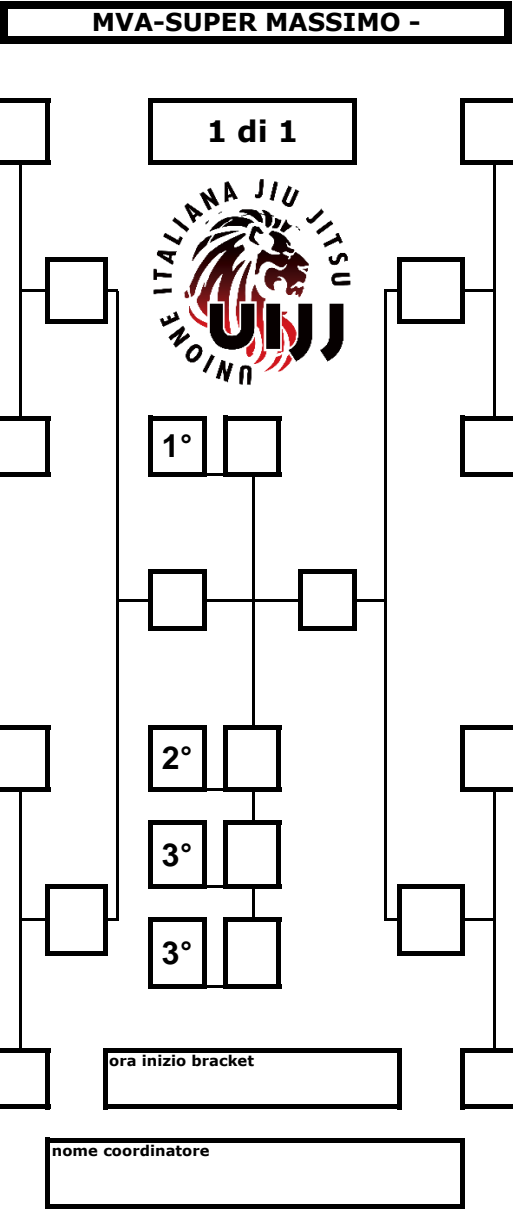 MVA-SUPER MASSIMO -
1 di 1
UNIONE ITALIANA JIU JITSU
UIJJ
1°
2°
3°
3°
ora inizio bracket
nome coordinatore